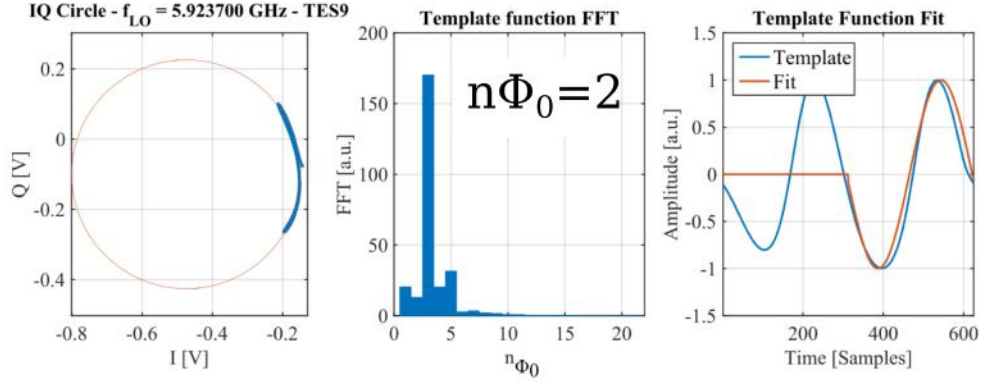 IQ Circle - f_LO = 5.923700 GHz - TES9
0.2
0
-0.2
-0.4
Q [V]
-0.8
-0.6
-0.4
-0.2
I [V]
Template function FFT
200
150
100
50
0
FFT [a.u.]
nΦ₀=2
0
5
10
15
20
n_Φ₀
Template Function Fit
1.5
1
0.5
0
-0.5
-1
-1.5
Amplitude [a.u.]
Template
Fit
200
400
600
Time [Samples]